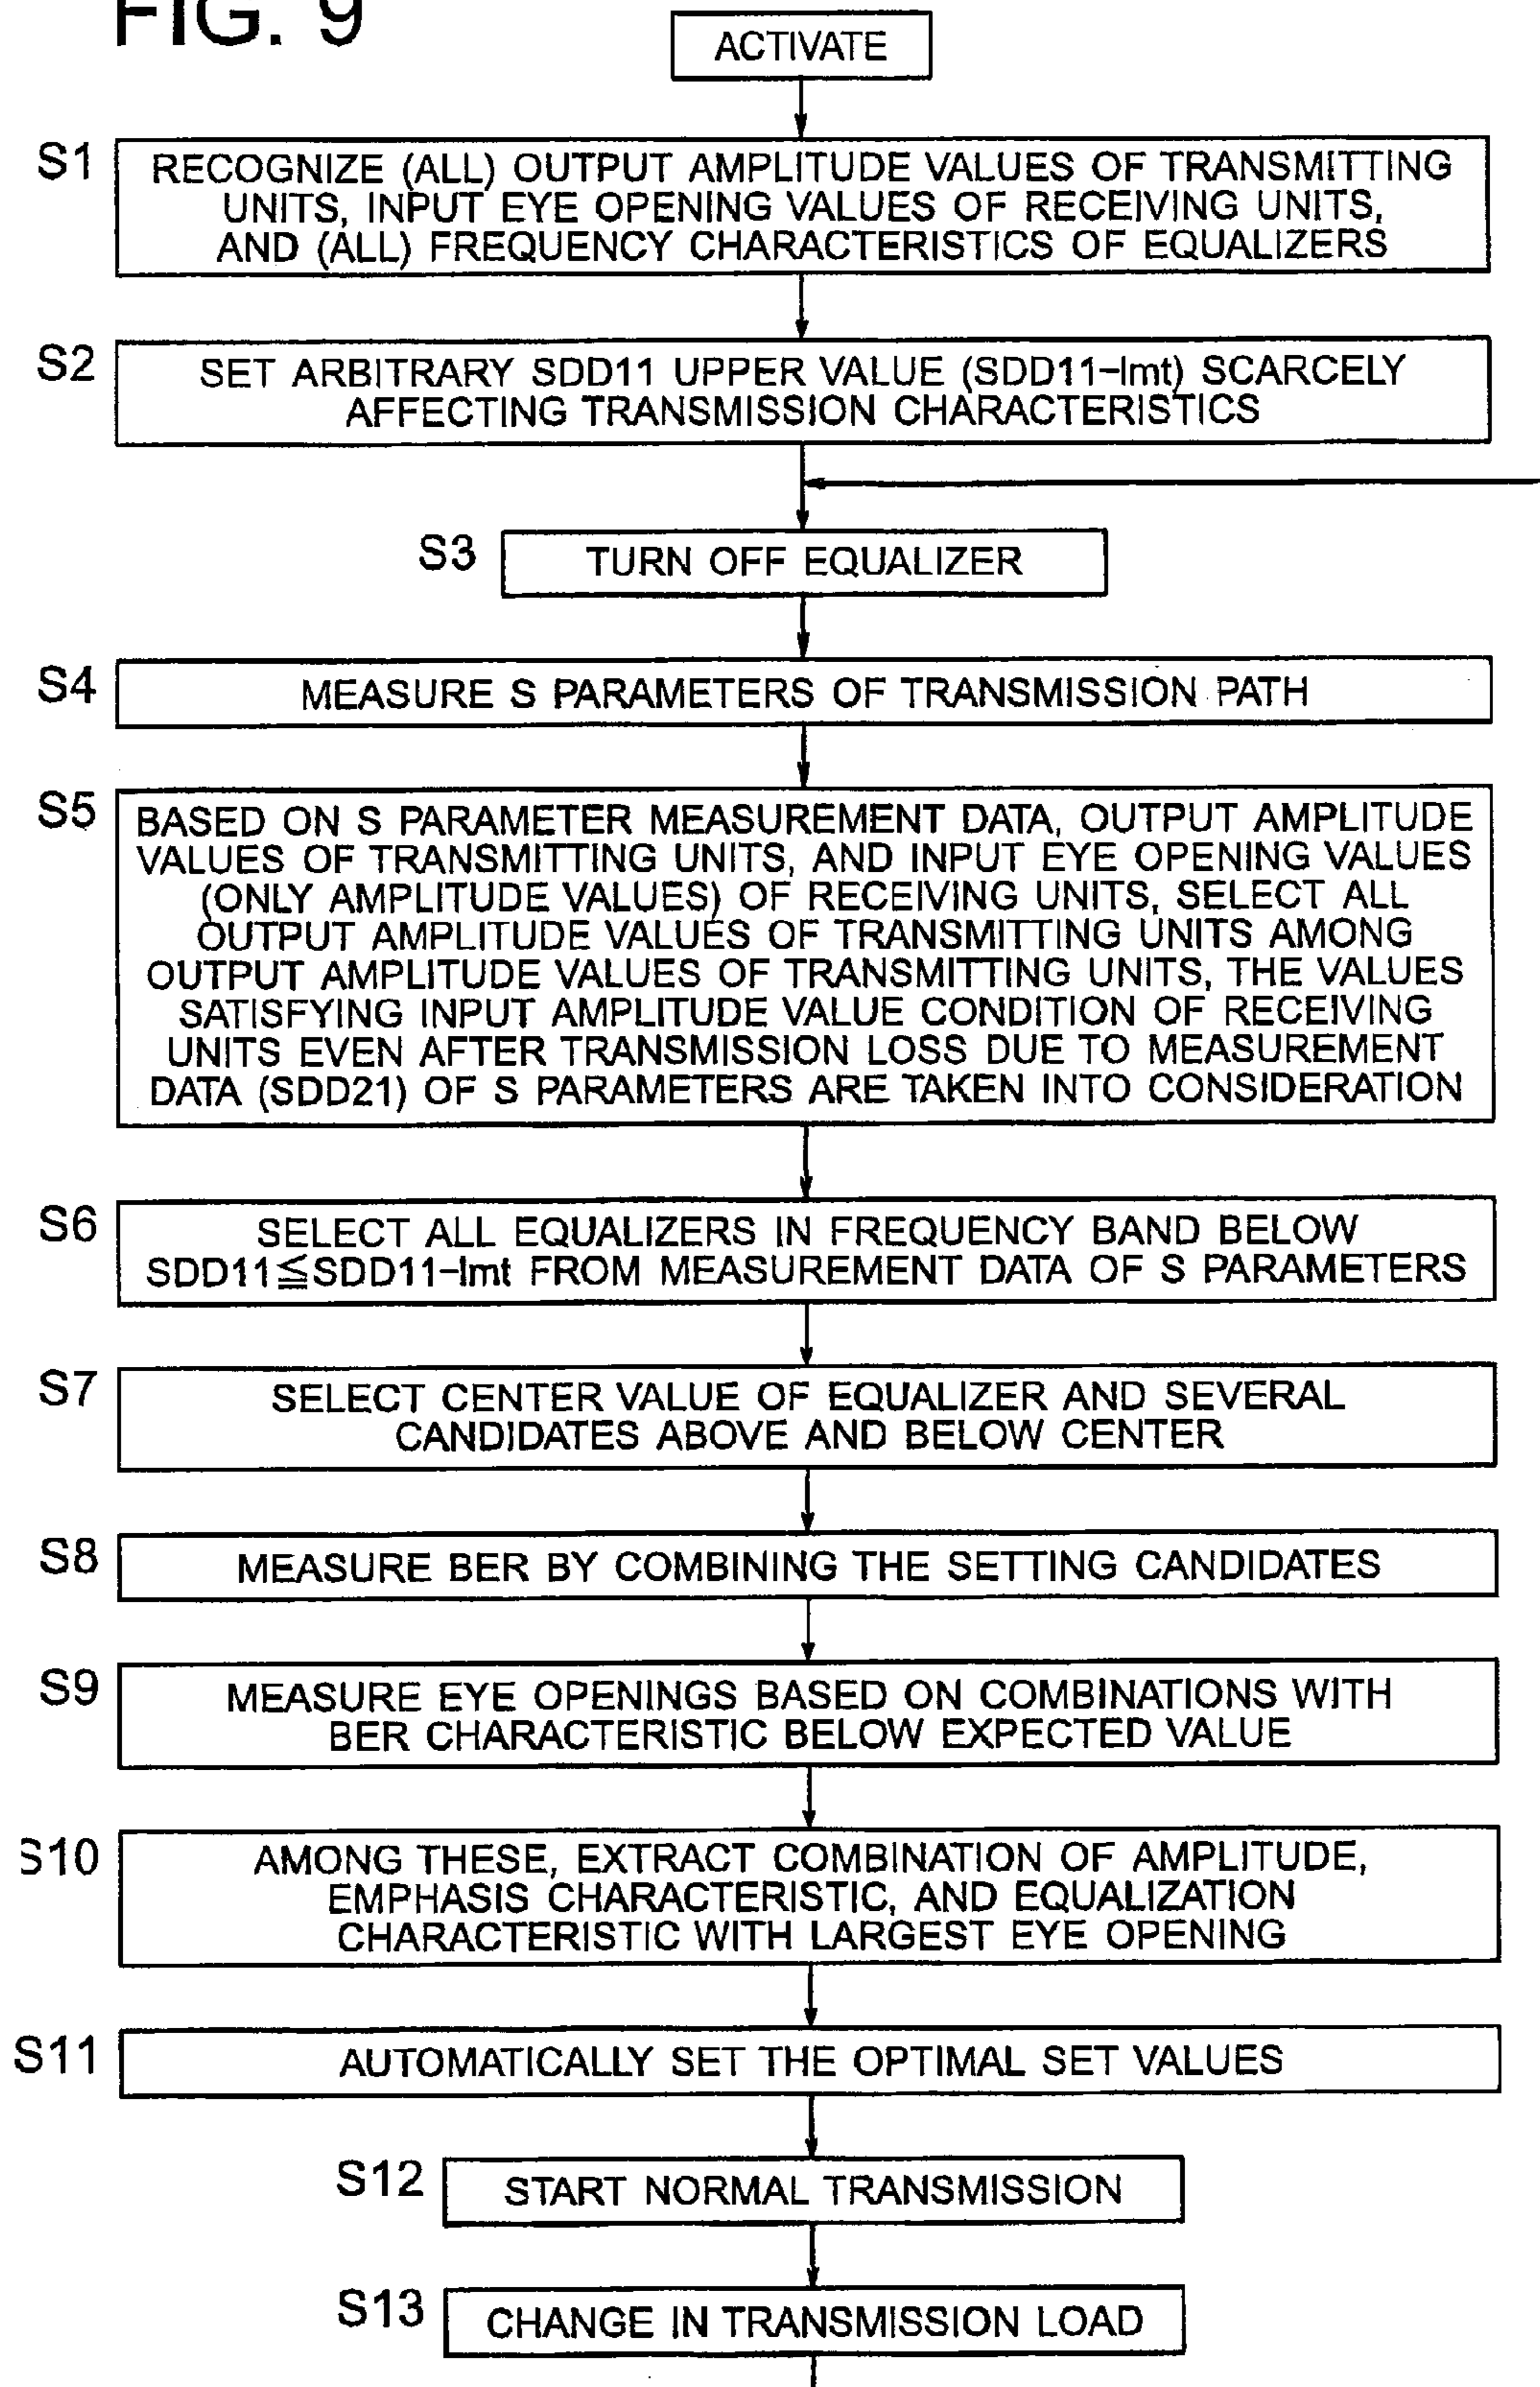 FIG. 9
ACTIVATE
S1
RECOGNIZE (ALL) OUTPUT AMPLITUDE VALUES OF TRANSMITTING
UNITS, INPUT EYE OPENING VALUES OF RECEIVING UNITS,
AND (ALL) FREQUENCY CHARACTERISTICS OF EQUALIZERS
S2
SET ARBITRARY SDD11 UPPER VALUE (SDD11-lmt) SCARCELY
AFFECTING TRANSMISSION CHARACTERISTICS
S3
TURN OFF EQUALIZER
S4
MEASURE S PARAMETERS OF TRANSMISSION PATH
S5
BASED ON S PARAMETER MEASUREMENT DATA, OUTPUT AMPLITUDE
VALUES OF TRANSMITTING UNITS, AND INPUT EYE OPENING VALUES
(ONLY AMPLITUDE VALUES) OF RECEIVING UNITS, SELECT ALL
OUTPUT AMPLITUDE VALUES OF TRANSMITTING UNITS AMONG
OUTPUT AMPLITUDE VALUES OF TRANSMITTING UNITS, THE VALUES
SATISFYING INPUT AMPLITUDE VALUE CONDITION OF RECEIVING
UNITS EVEN AFTER TRANSMISSION LOSS DUE TO MEASUREMENT
DATA (SDD21) OF S PARAMETERS ARE TAKEN INTO CONSIDERATION
S6
SELECT ALL EQUALIZERS IN FREQUENCY BAND BELOW
SDD11≦SDD11-lmt FROM MEASUREMENT DATA OF S PARAMETERS
S7
SELECT CENTER VALUE OF EQUALIZER AND SEVERAL
CANDIDATES ABOVE AND BELOW CENTER
S8
MEASURE BER BY COMBINING THE SETTING CANDIDATES
S9
MEASURE EYE OPENINGS BASED ON COMBINATIONS WITH
BER CHARACTERISTIC BELOW EXPECTED VALUE
S10
AMONG THESE, EXTRACT COMBINATION OF AMPLITUDE,
EMPHASIS CHARACTERISTIC, AND EQUALIZATION
CHARACTERISTIC WITH LARGEST EYE OPENING
S11
AUTOMATICALLY SET THE OPTIMAL SET VALUES
S12
START NORMAL TRANSMISSION
S13
CHANGE IN TRANSMISSION LOAD